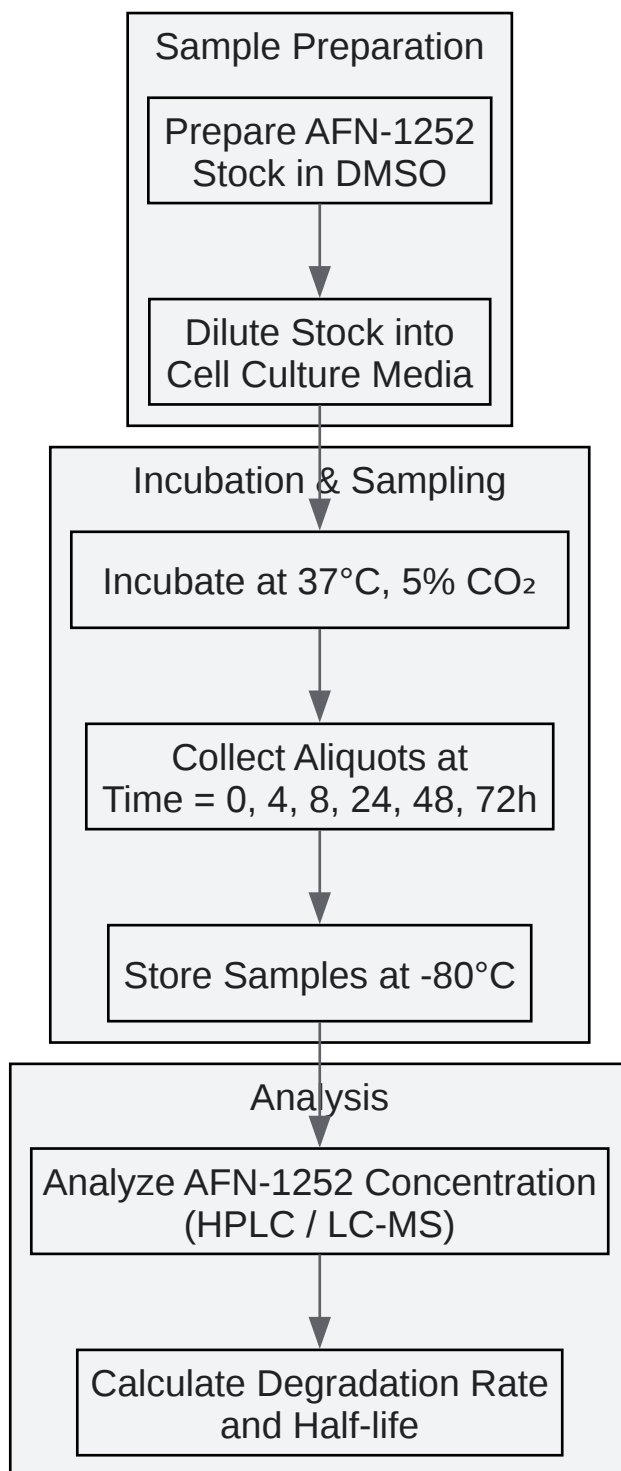 Sample Preparation
Prepare AFN-1252
Stock in DMSO
Dilute Stock into
Cell Culture Media
Incubation & Sampling
Incubate at 37°C, 5% CO₂
Collect Aliquots at
Time = 0, 4, 8, 24, 48, 72h
Store Samples at -80°C
Analysis
Analyze AFN-1252 Concentration
(HPLC / LC-MS)
Calculate Degradation Rate
and Half-life